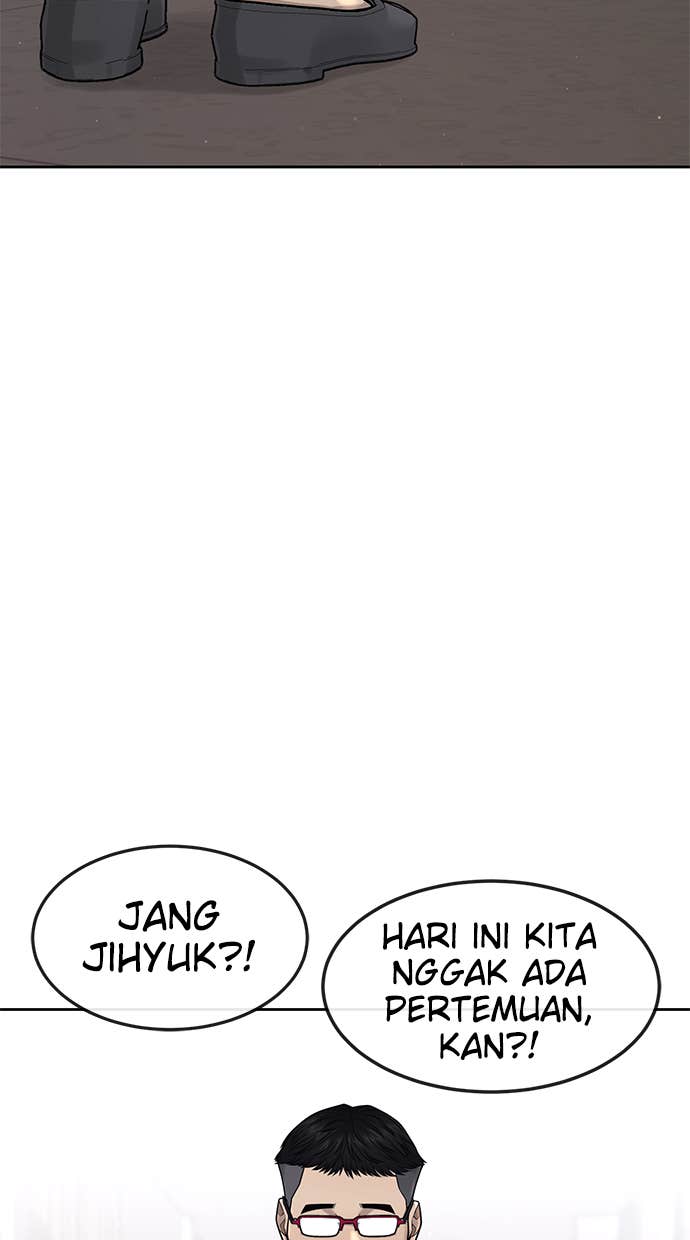 JANG
JIHYUK?!
HARI INI KITA
NGGAK ADA
PERTEMUAN,
KAN?!